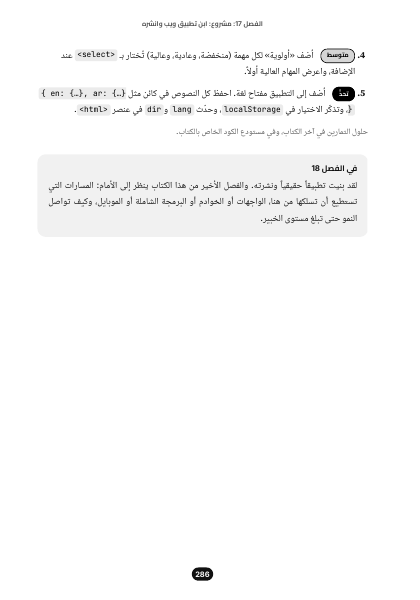 الفصل 17: مشروع: ابن تطبيق ويب وانشره
4. متوسط أضف «أولوية» لكل مهمة (منخفضة، وعادية، وعالية) تُختار بـ <select> عند
الإضافة، واعرض المهام العالية أولاً.
5. تحدٍّ أضف إلى التطبيق مفتاح لغة. احفظ كل النصوص في كائن مثل { en: {…}, ar: {…}
}، وتذكّر الاختيار في localStorage، وحدّث lang و dir في عنصر <html>.
حلول التمارين في آخر الكتاب، وفي مستودع الكود الخاص بالكتاب.
في الفصل 18
لقد بنيت تطبيقاً حقيقياً ونشرته. والفصل الأخير من هذا الكتاب ينظر إلى الأمام: المسارات التي
تستطيع أن تسلكها من هنا، الواجهات أو الخوادم أو البرمجة الشاملة أو الموبايل، وكيف تواصل
النمو حتى تبلغ مستوى الخبير.
286